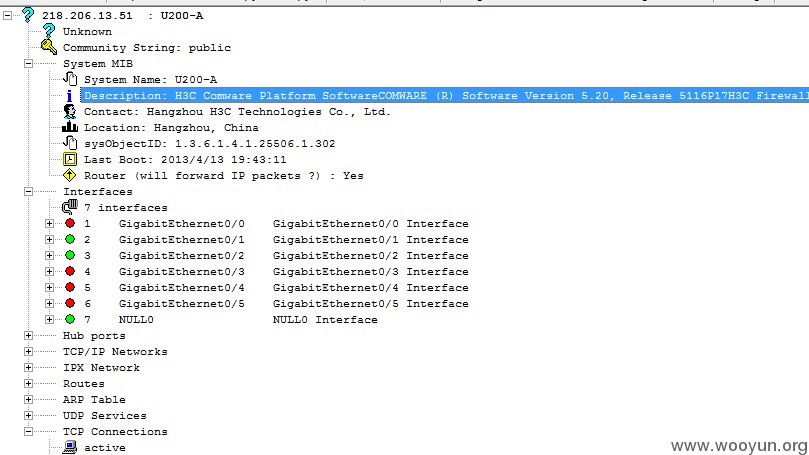 218.206.13.51 : U200-A
Unknown
Community String: public
System MIB
System Name: U200-A
Description: H3C Comware Platform SoftwareCOMWARE (R) Software Version 5.20, Release 5116P17H3C Firewall
Contact: Hangzhou H3C Technologies Co., Ltd.
Location: Hangzhou, China
sysObjectID: 1.3.6.1.4.1.25506.1.302
Last Boot: 2013/4/13 19:43:11
Router (will forward IP packets ?) : Yes
Interfaces
7 interfaces
1 GigabitEthernet0/0 GigabitEthernet0/0 Interface
2 GigabitEthernet0/1 GigabitEthernet0/1 Interface
3 GigabitEthernet0/2 GigabitEthernet0/2 Interface
4 GigabitEthernet0/3 GigabitEthernet0/3 Interface
5 GigabitEthernet0/4 GigabitEthernet0/4 Interface
6 GigabitEthernet0/5 GigabitEthernet0/5 Interface
7 NULL0 NULL0 Interface
Hub ports
TCP/IP Networks
IPX Network
Routes
ARP Table
UDP Services
TCP Connections
active
www.wooyun.org